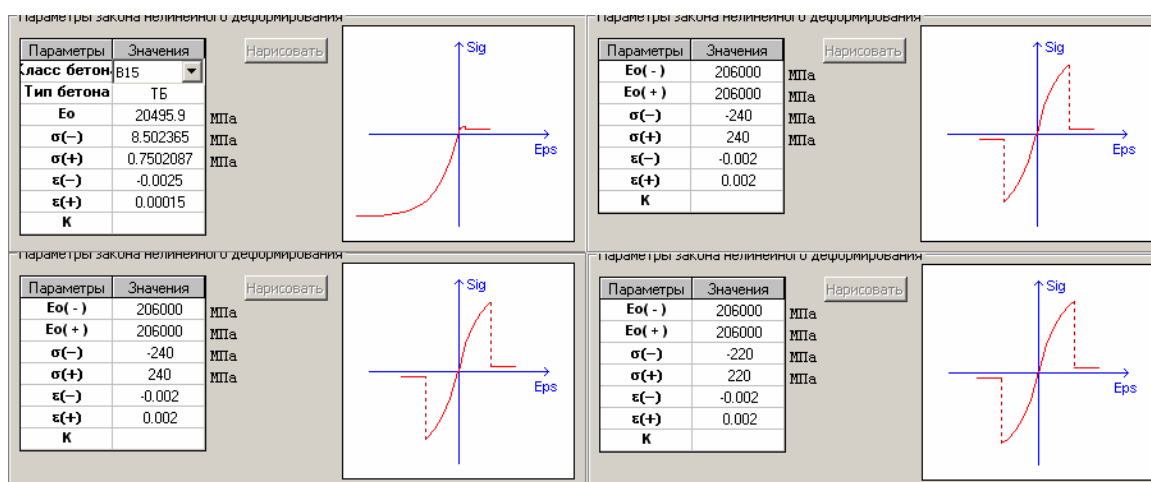 Параметры закона нелинейного деформирования
Параметры Значения Нарисовать
Класс бетон. B15
Тип бетона ТБ
Eo 20495.9 МПа
σ(−) 8.502365 МПа
σ(+) 0.7502087 МПа
ε(−) -0.0025
ε(+) 0.00015
K
Sig
Eps
Параметры закона нелинейного деформирования
Параметры Значения Нарисовать
Eo( - ) 206000 МПа
Eo( + ) 206000 МПа
σ(−) -240 МПа
σ(+) 240 МПа
ε(−) -0.002
ε(+) 0.002
K
Sig
Eps
Параметры закона нелинейного деформирования
Параметры Значения Нарисовать
Eo( - ) 206000 МПа
Eo( + ) 206000 МПа
σ(−) -240 МПа
σ(+) 240 МПа
ε(−) -0.002
ε(+) 0.002
K
Sig
Eps
Параметры закона нелинейного деформирования
Параметры Значения Нарисовать
Eo( - ) 206000 МПа
Eo( + ) 206000 МПа
σ(−) -220 МПа
σ(+) 220 МПа
ε(−) -0.002
ε(+) 0.002
K
Sig
Eps